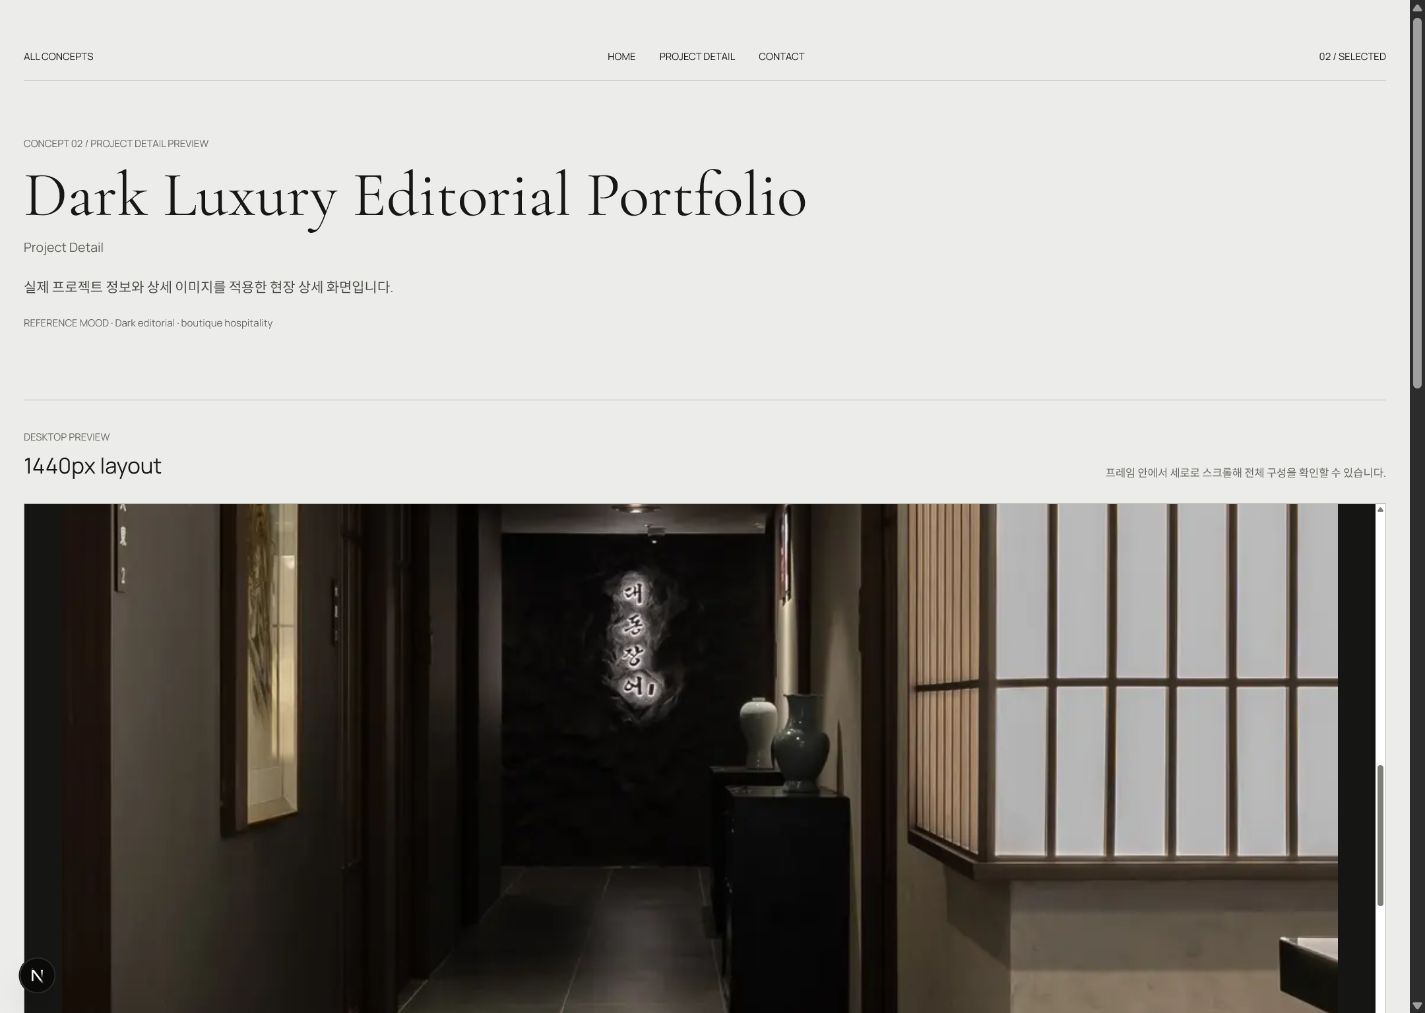 ALL CONCEPTS
HOME
PROJECT DETAIL
CONTACT
02 / SELECTED
CONCEPT 02 / PROJECT DETAIL PREVIEW
Dark Luxury Editorial Portfolio
Project Detail
실제 프로젝트 정보와 상세 이미지를 적용한 현장 상세 화면입니다.
REFERENCE MOOD · Dark editorial · boutique hospitality
DESKTOP PREVIEW
1440px layout
프레임 안에서 세로로 스크롤해 전체 구성을 확인할 수 있습니다.
대
동
장
어
N